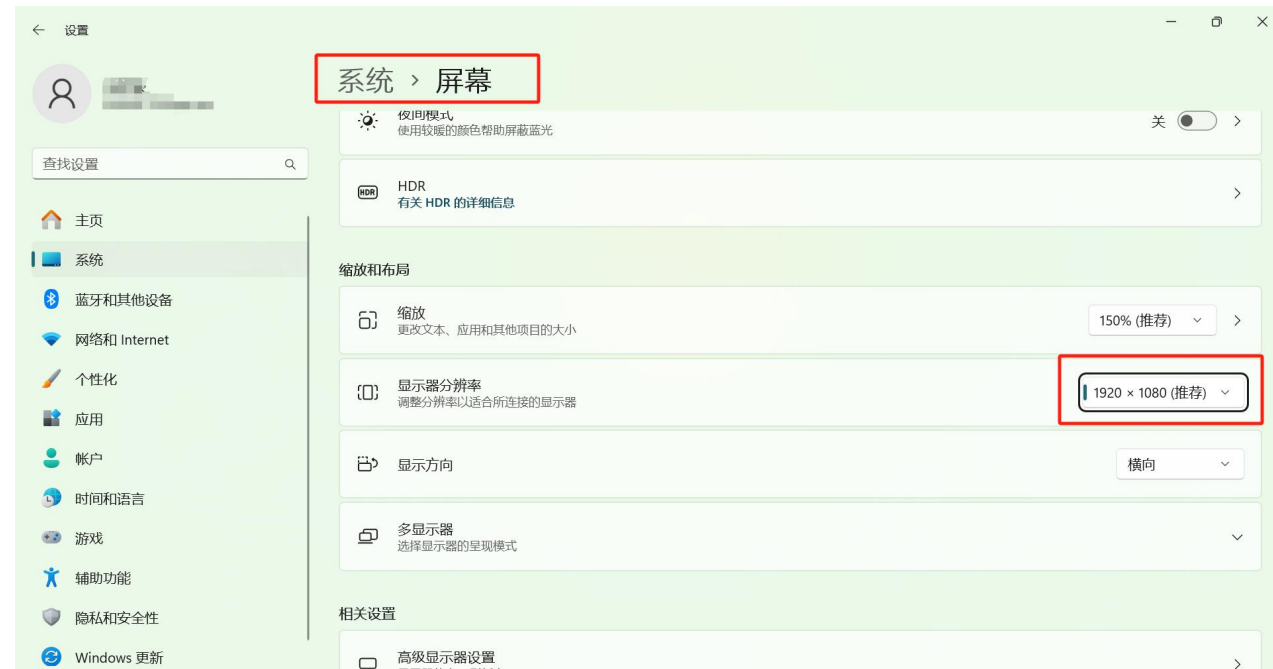 设置
系统 › 屏幕
夜间模式
使用较暖的颜色帮助屏蔽蓝光
关
查找设置
HDR
HDR
有关 HDR 的详细信息
主页
系统
蓝牙和其他设备
网络和 Internet
个性化
应用
帐户
时间和语言
游戏
辅助功能
隐私和安全性
Windows 更新
缩放和布局
缩放
更改文本、应用和其他项目的大小
150% (推荐)
显示器分辨率
调整分辨率以适合所连接的显示器
1920 × 1080 (推荐)
显示方向
横向
多显示器
选择显示器的呈现模式
相关设置
高级显示器设置